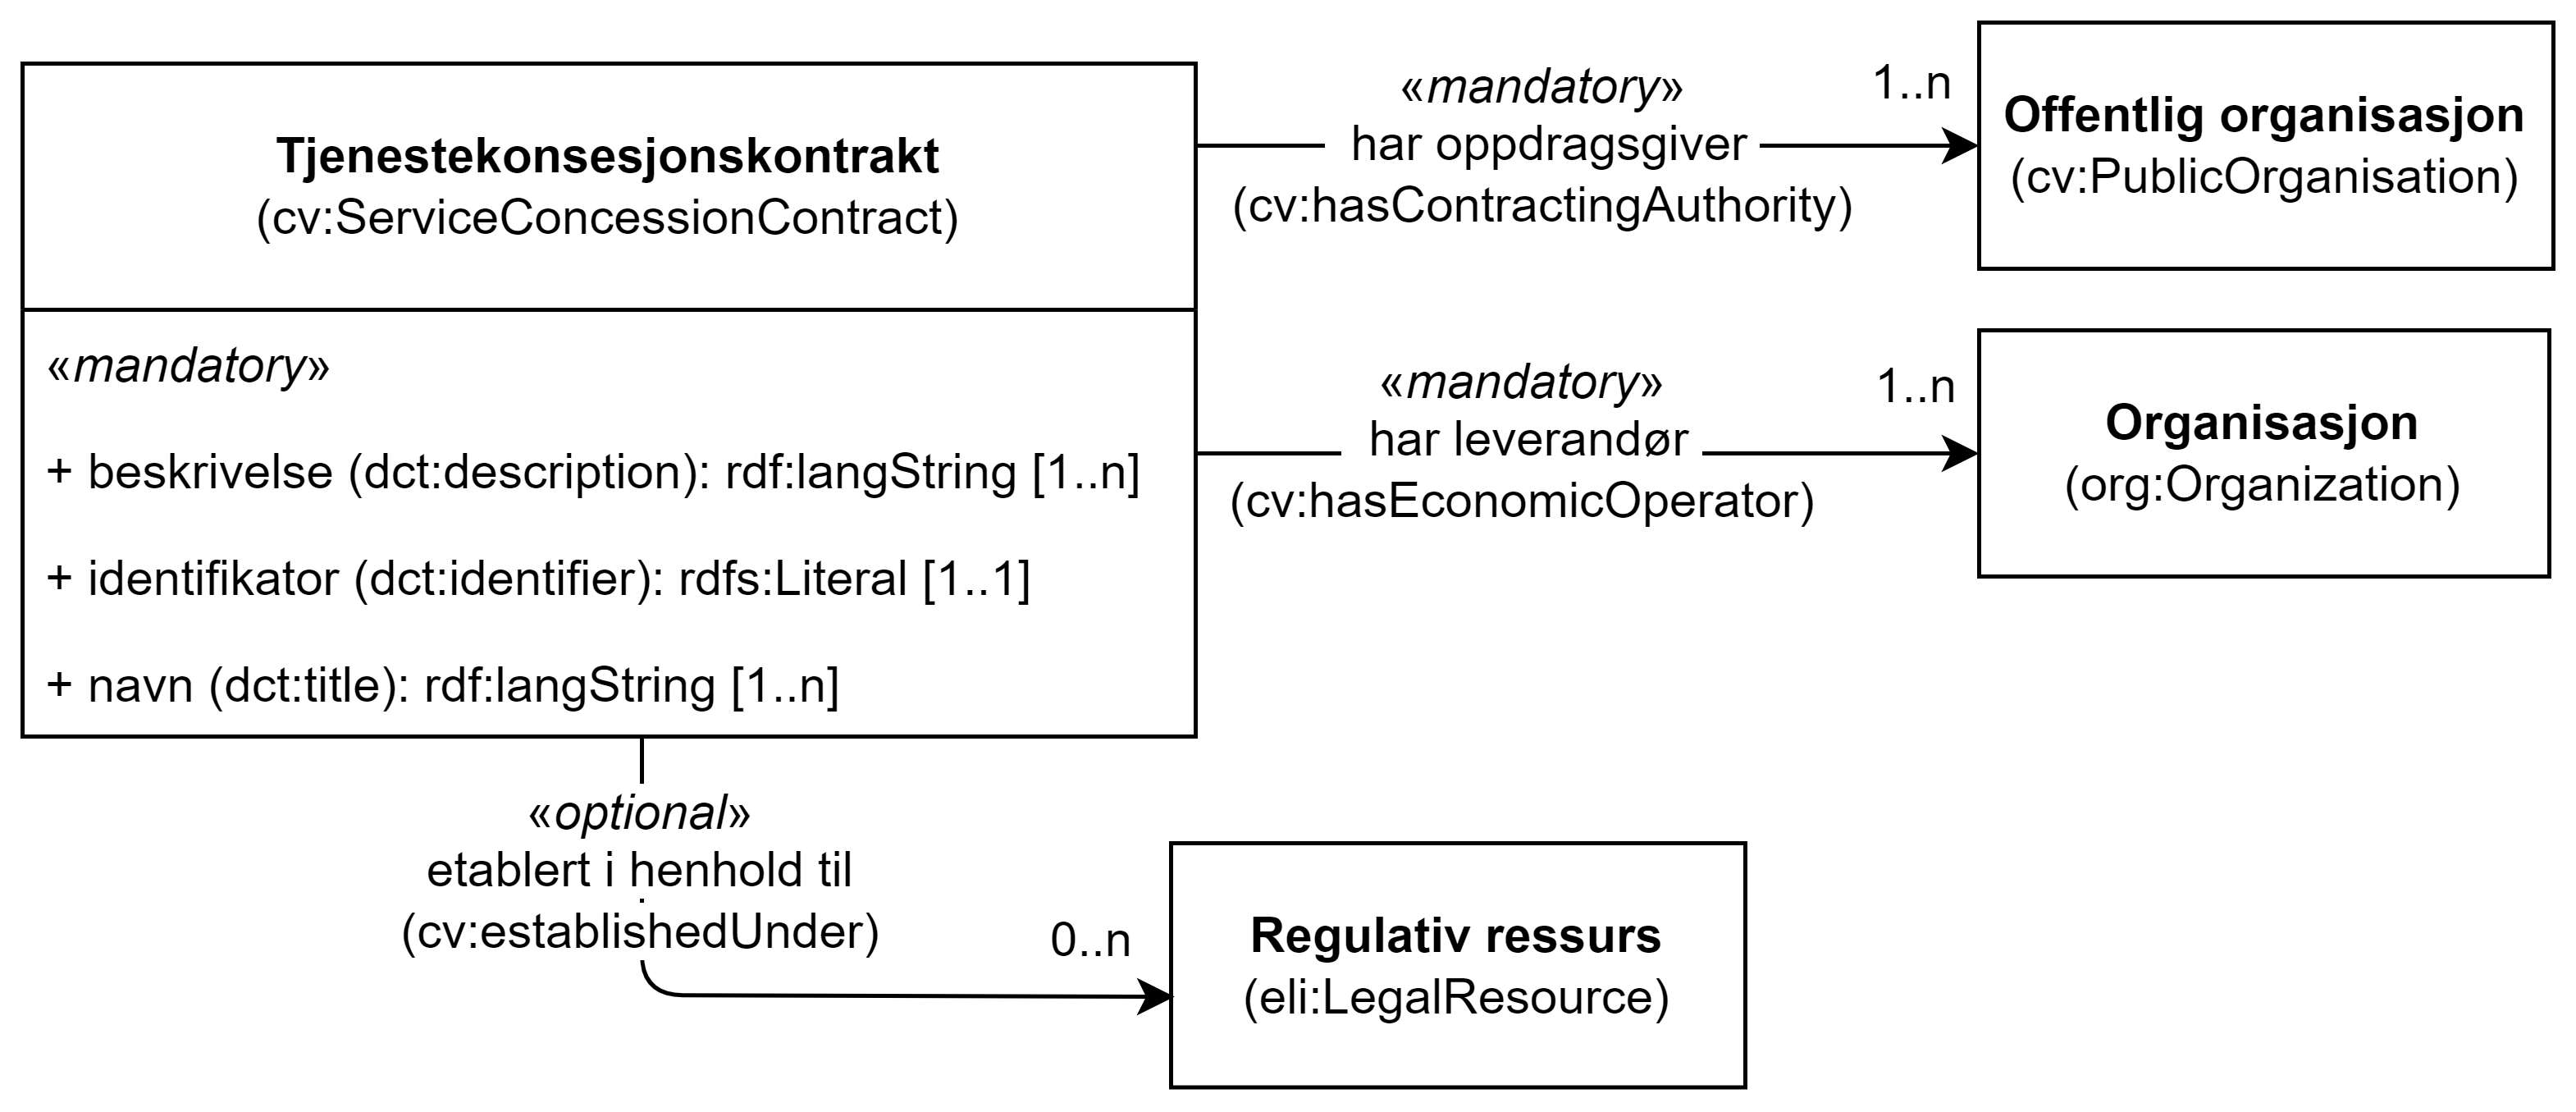 Tjenestekonsesjonskontrakt
(cv:ServiceConcessionContract)
«mandatory»
+ beskrivelse (dct:description): rdf:langString [1..n]
+ identifikator (dct:identifier): rdfs:Literal [1..1]
+ navn (dct:title): rdf:langString [1..n]
«mandatory»
har oppdragsgiver
(cv:hasContractingAuthority)
1..n
Offentlig organisasjon
(cv:PublicOrganisation)
«mandatory»
har leverandør
(cv:hasEconomicOperator)
1..n
Organisasjon
(org:Organization)
«optional»
etablert i henhold til
(cv:establishedUnder)
0..n
Regulativ ressurs
(eli:LegalResource)